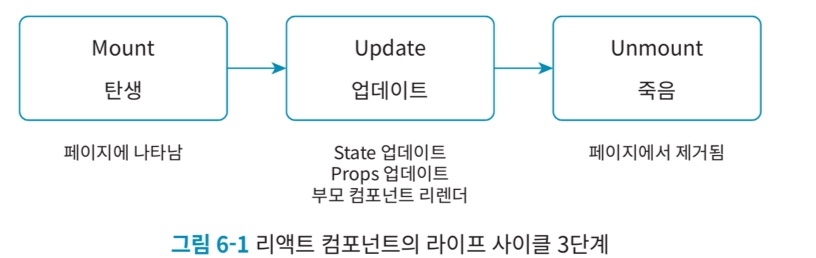 Mount
탄생
Update
업데이트
Unmount
죽음
페이지에 나타남
State 업데이트
Props 업데이트
부모 컴포넌트 리렌더
페이지에서 제거됨
그림 6-1 리액트 컴포넌트의 라이프 사이클 3단계